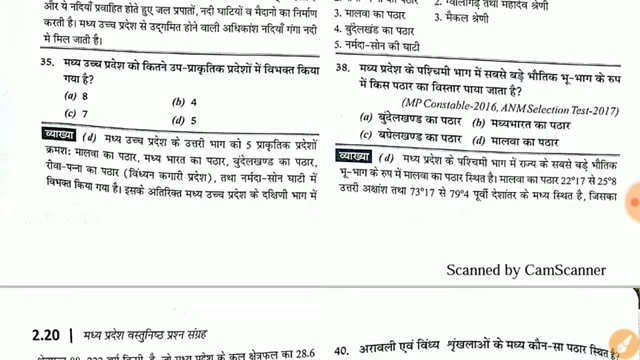 और ये नदियाँ प्रवाहित होते हुए जल प्रपातों, नदी घाटियों व मैदानों का निर्माण
करती है। मध्य उच्च प्रदेश से उद्गमित होने वाली अधिकांश नदियाँ गंगा नदी
में मिल जाती है।
35. मध्य उच्च प्रदेश को कितने उप-प्राकृतिक प्रदेशों में विभक्त किया
गया है?
(a) 8 (b) 4
(c) 7 (d) 5
व्याख्या (d) मध्य उच्च प्रदेश के उत्तरी भाग को 5 प्राकृतिक प्रदेशों
क्रमश: मालवा का पठार, मध्य भारत का पठार, बुंदेलखण्ड का पठार,
रीवा-पन्ना का पठार (विंध्यन कगारी प्रदेश), तथा नर्मदा-सोन घाटी में
विभक्त किया गया है। इसके अतिरिक्त मध्य उच्च प्रदेश के दक्षिणी भाग में
2. ग्वालीगढ़ तथा महादेव श्रेणी
3. मालवा का पठार 3. मैकल श्रेणी
4. बुंदेलखंड का पठार
5. नर्मदा-सोन की घाटी
38. मध्य प्रदेश के पश्चिमी भाग में सबसे बड़े भौतिक भू-भाग के रुप
में किस पठार का विस्तार पाया जाता है?
(MP Constable-2016, ANM Selection Test-2017)
(a) बुंदेलखण्ड का पठार (b) मध्यभारत का पठार
(c) बघेलखण्ड का पठार (d) मालवा का पठार
व्याख्या (d) मध्य प्रदेश के पश्चिमी भाग में राज्य के सबसे बड़े भौतिक
भू-भाग के रुप में मालवा का पठार स्थित है। मालवा का पठार 22°17 से 25°8
उत्तरी अक्षांश तथा 73°17 से 79°4 पूर्वी देशांतर के मध्य स्थित है, जिसका
Scanned by CamScanner
2.20 | मध्य प्रदेश वस्तुनिष्ठ प्रश्न संग्रह
के कुल क्षेत्रफल का 28.6
40. अरावली एवं विंध्य श्रृंखलाओं के मध्य कौन-सा पठार स्थित है?